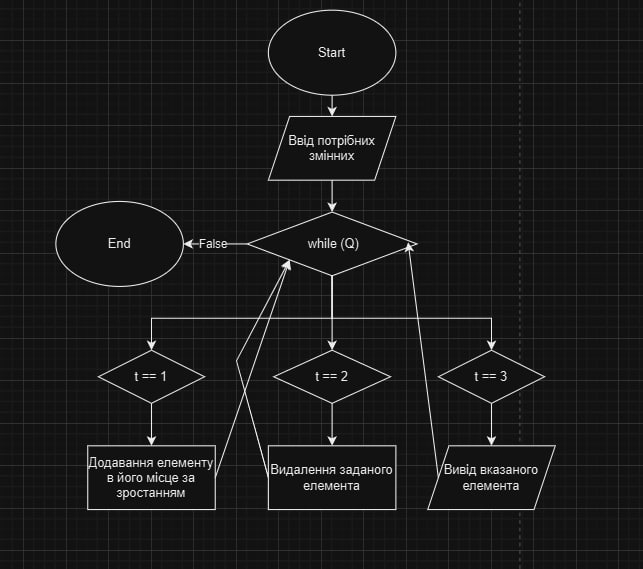 Start
Ввід потрібних
змінних
End
False
while (Q)
t == 1
t == 2
t == 3
Додавання елементу
в його місце за
зростанням
Видалення заданого
елемента
Вивід вказаного
елемента